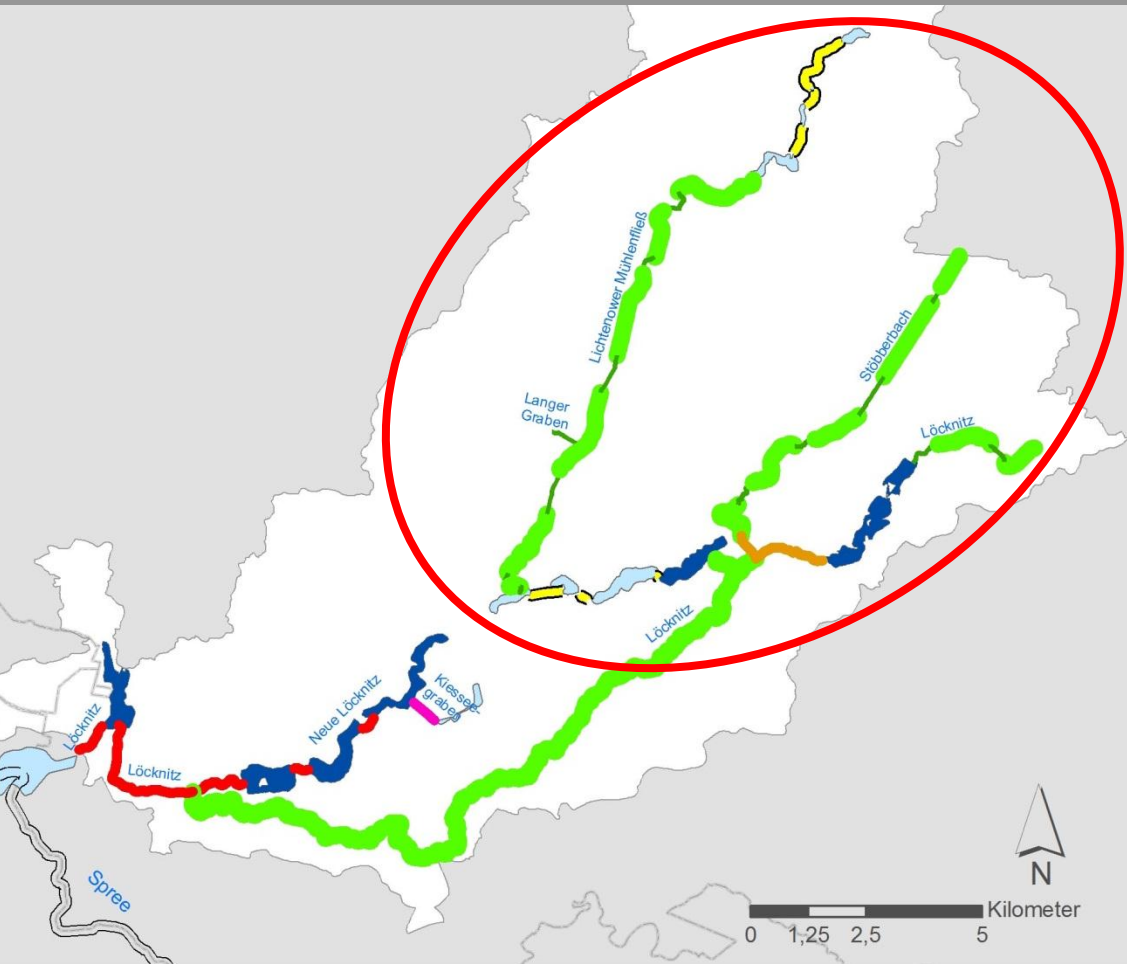 Lichtenower Mühlenfließ
Stöbberbach
Langer
Graben
Löcknitz
Löcknitz
Kiessee-
graben
Neue Löcknitz
Löcknitz
Löcknitz
Spree
N
Kilometer
0 1,25 2,5 5